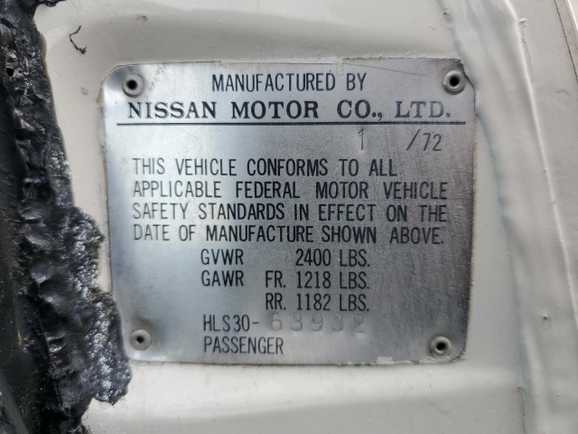 MANUFACTURED BY
NISSAN MOTOR CO., LTD.
1 /72
THIS VEHICLE CONFORMS TO ALL
APPLICABLE FEDERAL MOTOR VEHICLE
SAFETY STANDARDS IN EFFECT ON THE
DATE OF MANUFACTURE SHOWN ABOVE.
GVWR 2400 LBS.
GAWR FR. 1218 LBS.
RR. 1182 LBS.
HLS30-
PASSENGER